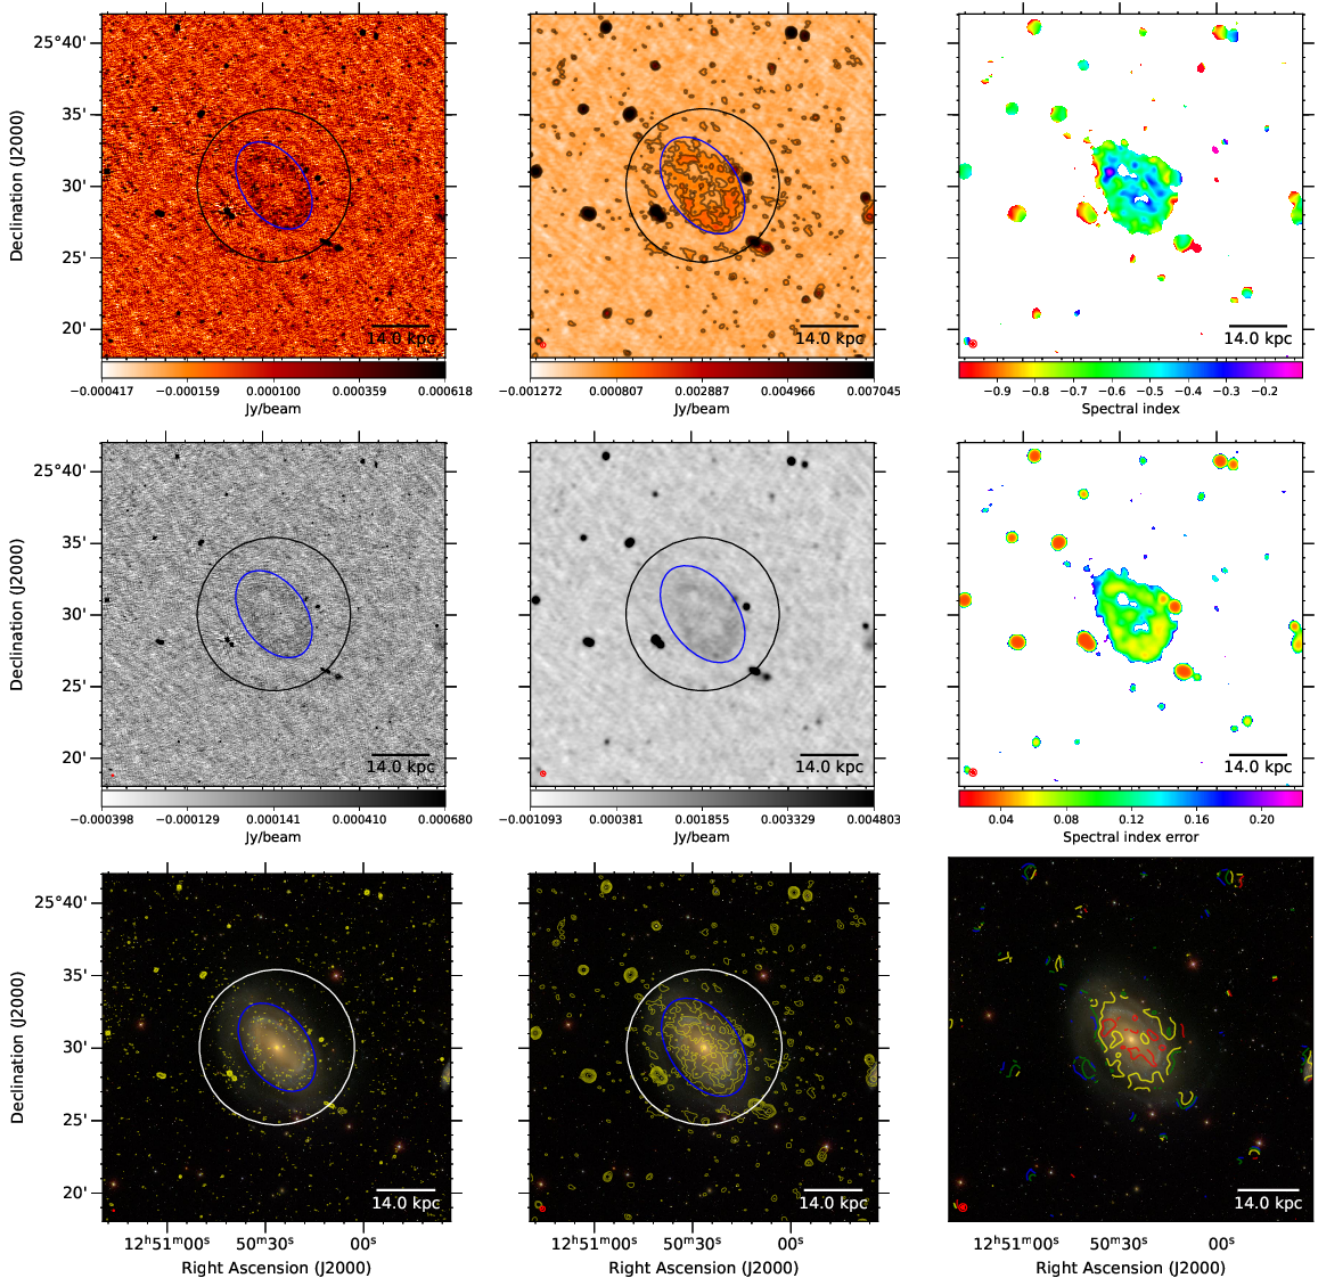 25°40'
35'
30'
25'
20'
Declination (J2000)
14.0 kpc
14.0 kpc
14.0 kpc
−0.000417 −0.000159 0.000100 0.000359 0.000618
Jy/beam
−0.001272 0.000807 0.002887 0.004966 0.007045
Jy/beam
−0.9 −0.8 −0.7 −0.6 −0.5 −0.4 −0.3 −0.2
Spectral index
25°40'
35'
30'
25'
20'
Declination (J2000)
14.0 kpc
14.0 kpc
14.0 kpc
−0.000398 −0.000129 0.000141 0.000410 0.000680
Jy/beam
−0.001093 0.000381 0.001855 0.003329 0.004803
Jy/beam
0.04 0.08 0.12 0.16 0.20
Spectral index error
25°40'
35'
30'
25'
20'
Declination (J2000)
14.0 kpc
14.0 kpc
14.0 kpc
12ʰ51ᵐ00ˢ 50ᵐ30ˢ 00ˢ
Right Ascension (J2000)
12ʰ51ᵐ00ˢ 50ᵐ30ˢ 00ˢ
Right Ascension (J2000)
12ʰ51ᵐ00ˢ 50ᵐ30ˢ 00ˢ
Right Ascension (J2000)